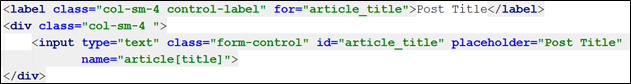 <label class="col-sm-4 control-label" for="article_title">Post Title</label>
<div class="col-sm-4 ">
    <input type="text" class="form-control" id="article_title" placeholder="Post Title"
           name="article[title]">
</div>